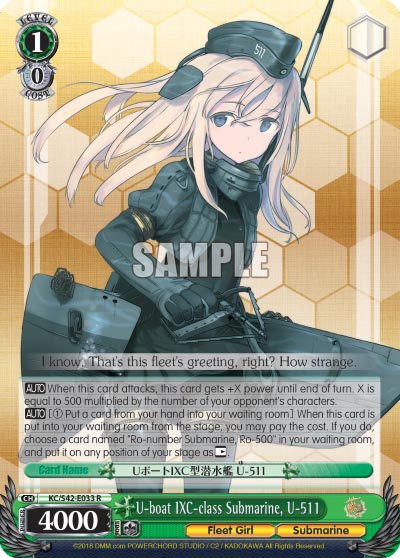 LEVEL
1
0
COST
511
SAMPLE
I know. That's this fleet's greeting, right? How strange.
AUTO When this card attacks, this card gets +X power until end of turn. X is
equal to 500 multiplied by the number of your opponent's characters.
AUTO [① Put a card from your hand into your waiting room] When this card is
put into your waiting room from the stage, you may pay the cost. If you do,
choose a card named "Ro-number Submarine, Ro-500" in your waiting room,
and put it on any position of your stage as
Card Name UボートIXC型潜水艦 U-511
CH KC/S42-E033 R
4000
U-boat IXC-class Submarine, U-511
Fleet Girl Submarine
©2016 DMM.com POWERCHORD STUDIO / C2 / KADOKAWA All Rights Reserved.